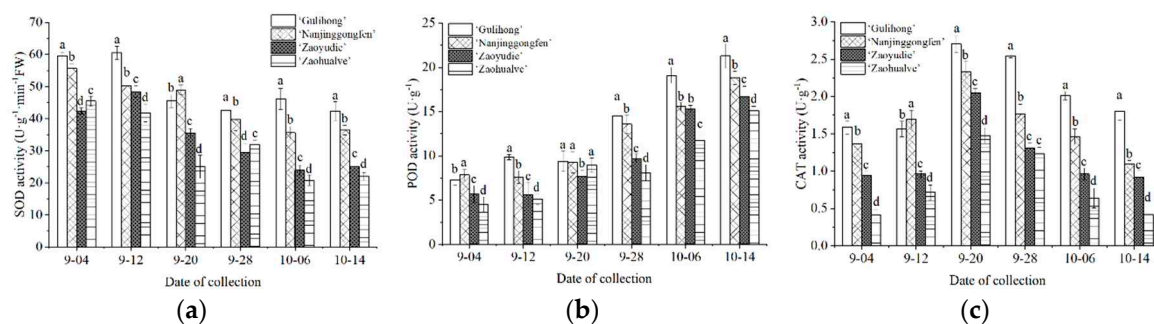 SOD activity (U·g⁻¹·min⁻¹FW)
70
60
50
40
30
20
10
0
'Gulihong'
'Nanjinggongfen'
'Zaoyudie'
'Zaohualve'
a b d c
a b c d
b a c d
a b d c
a b c d
a b c d
9-04 9-12 9-20 9-28 10-06 10-14
Date of collection
(a)
POD activity (U·g⁻¹)
25
20
15
10
5
0
'Gulihong'
'Nanjinggongfen'
'Zaoyudie'
'Zaohualve'
b a c d
a b c d
a a b a
a b c d
a b b c
a b c d
9-04 9-12 9-20 9-28 10-06 10-14
Date of collection
(b)
CAT activity (U·g⁻¹)
3.0
2.5
2.0
1.5
1.0
0.5
0.0
'Gulihong'
'Nanjinggongfen'
'Zaoyudie'
'Zaohualve'
a b c d
b a c d
a b c d
a b c d
a b c d
a b c d
9-04 9-12 9-20 9-28 10-06 10-14
Date of collection
(c)